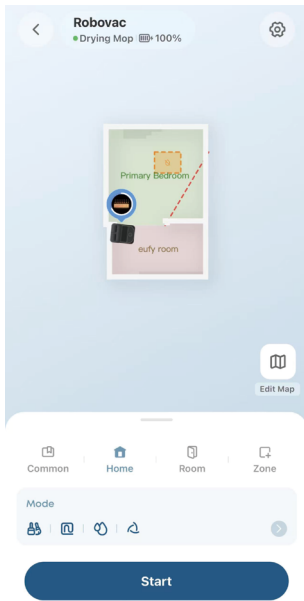 Robovac
Drying Mop 100%
Primary Bedroom
eufy room
Edit Map
Common
Home
Room
Zone
Mode
Start